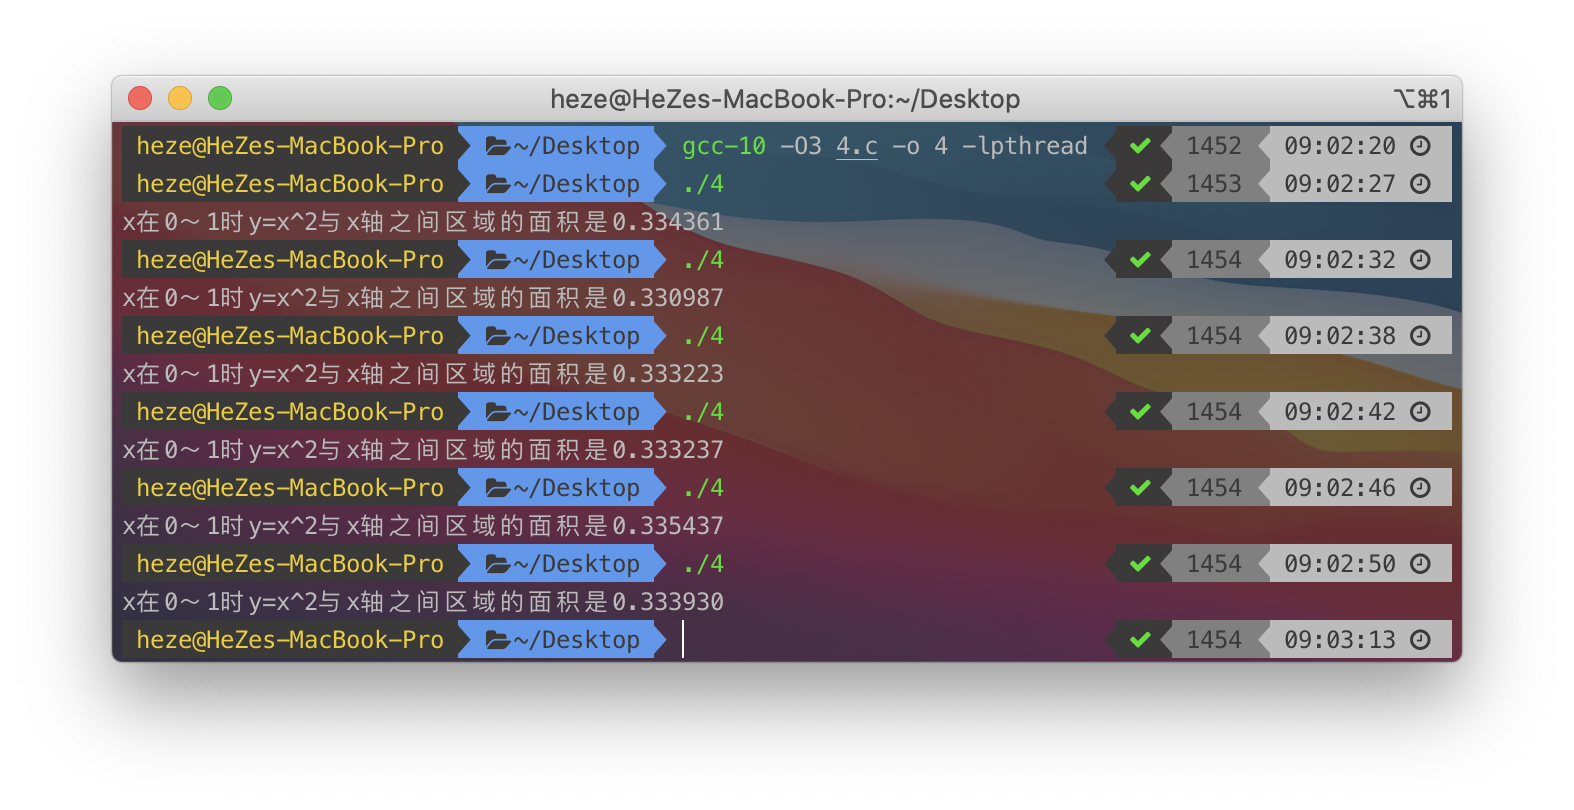 heze@HeZes-MacBook-Pro:~/Desktop ⌥⌘1
heze@HeZes-MacBook-Pro ~/Desktop gcc-10 -O3 4.c -o 4 -lpthread ✔ 1452 09:02:20
heze@HeZes-MacBook-Pro ~/Desktop ./4 ✔ 1453 09:02:27
x在0～1时y=x^2与x轴之间区域的面积是0.334361
heze@HeZes-MacBook-Pro ~/Desktop ./4 ✔ 1454 09:02:32
x在0～1时y=x^2与x轴之间区域的面积是0.330987
heze@HeZes-MacBook-Pro ~/Desktop ./4 ✔ 1454 09:02:38
x在0～1时y=x^2与x轴之间区域的面积是0.333223
heze@HeZes-MacBook-Pro ~/Desktop ./4 ✔ 1454 09:02:42
x在0～1时y=x^2与x轴之间区域的面积是0.333237
heze@HeZes-MacBook-Pro ~/Desktop ./4 ✔ 1454 09:02:46
x在0～1时y=x^2与x轴之间区域的面积是0.335437
heze@HeZes-MacBook-Pro ~/Desktop ./4 ✔ 1454 09:02:50
x在0～1时y=x^2与x轴之间区域的面积是0.333930
heze@HeZes-MacBook-Pro ~/Desktop ✔ 1454 09:03:13